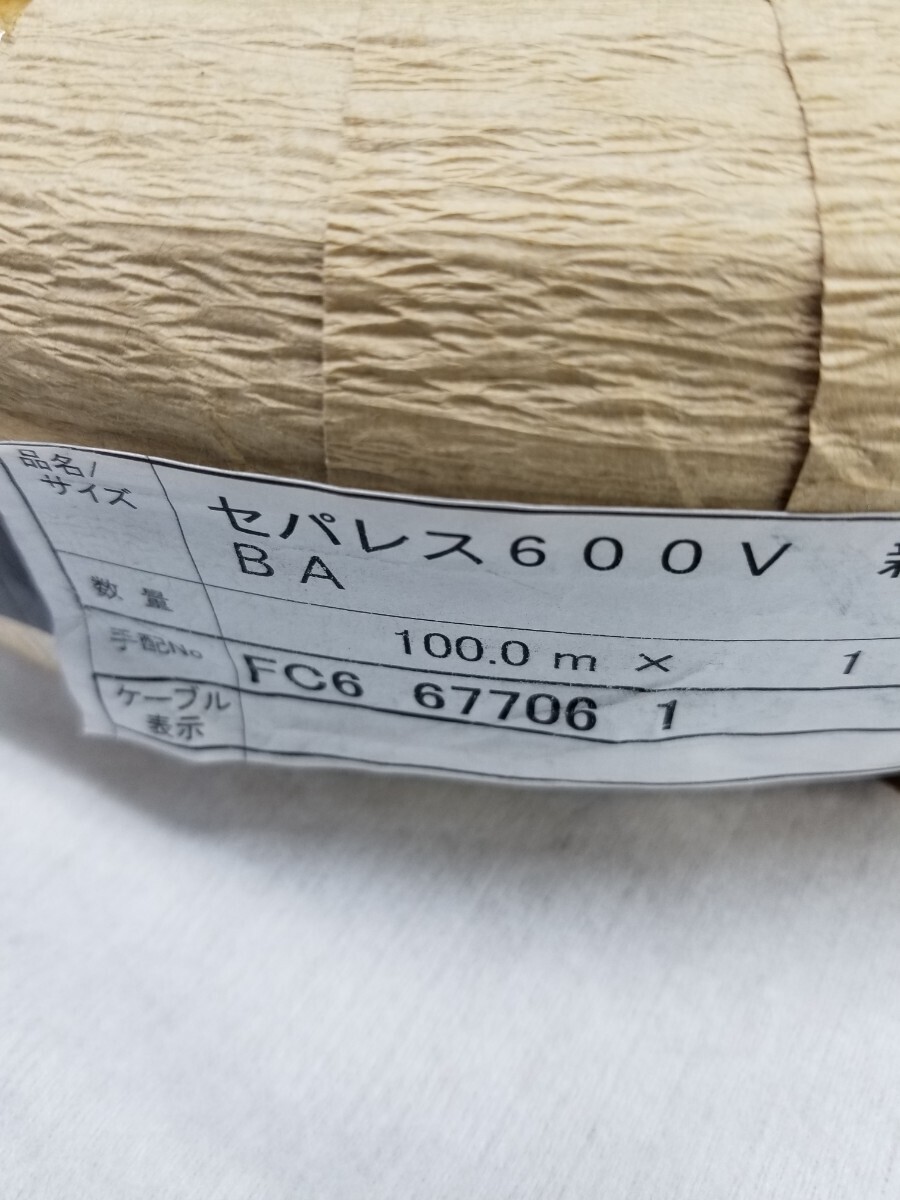 品名/
サイズ
セパレス600V
BA
数量
100.0 m × 1
手配No
FC6 67706 1
ケーブル
表示